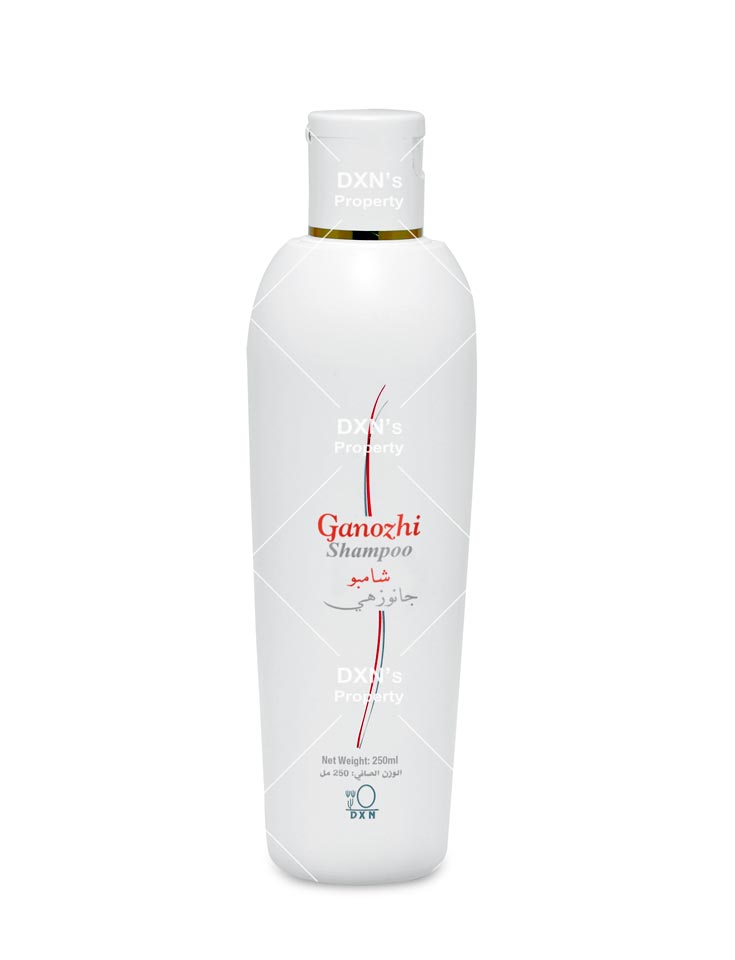 DXN's
Property
DXN's
Property
Ganozhi
Shampoo
شامبو
جانوزهي
DXN's
Property
Net Weight: 250ml
الوزن الصافي: 250 مل
DXN